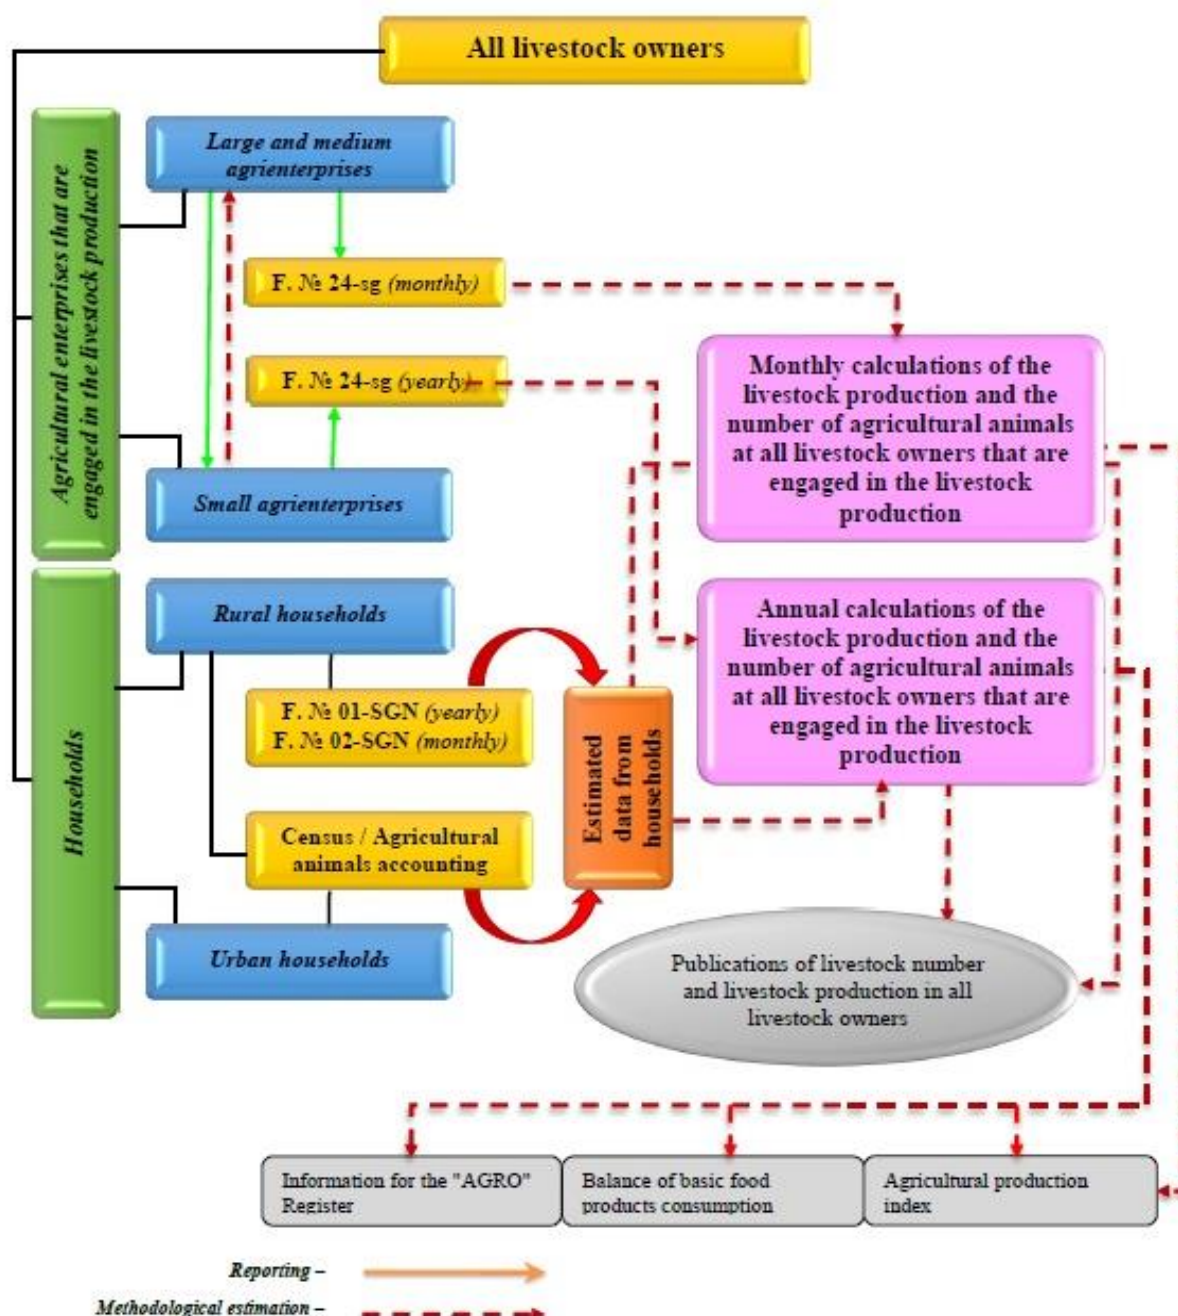 All livestock owners
Agricultural enterprises that are
engaged in the livestock production
Large and medium
agrienterprises
F. № 24-sg (monthly)
F. № 24-sg (yearly)
Small agrienterprises
Monthly calculations of the
livestock production and the
number of agricultural animals
at all livestock owners that are
engaged in the livestock
production
Households
Rural households
F. № 01-SGN (yearly)
F. № 02-SGN (monthly)
Census / Agricultural
animals accounting
Urban households
Estimated
data from
households
Annual calculations of the
livestock production and the
number of agricultural animals
at all livestock owners that are
engaged in the livestock
production
Publications of livestock number
and livestock production in all
livestock owners
Information for the "AGRO"
Register
Balance of basic food
products consumption
Agricultural production
index
Reporting –
Methodological estimation –